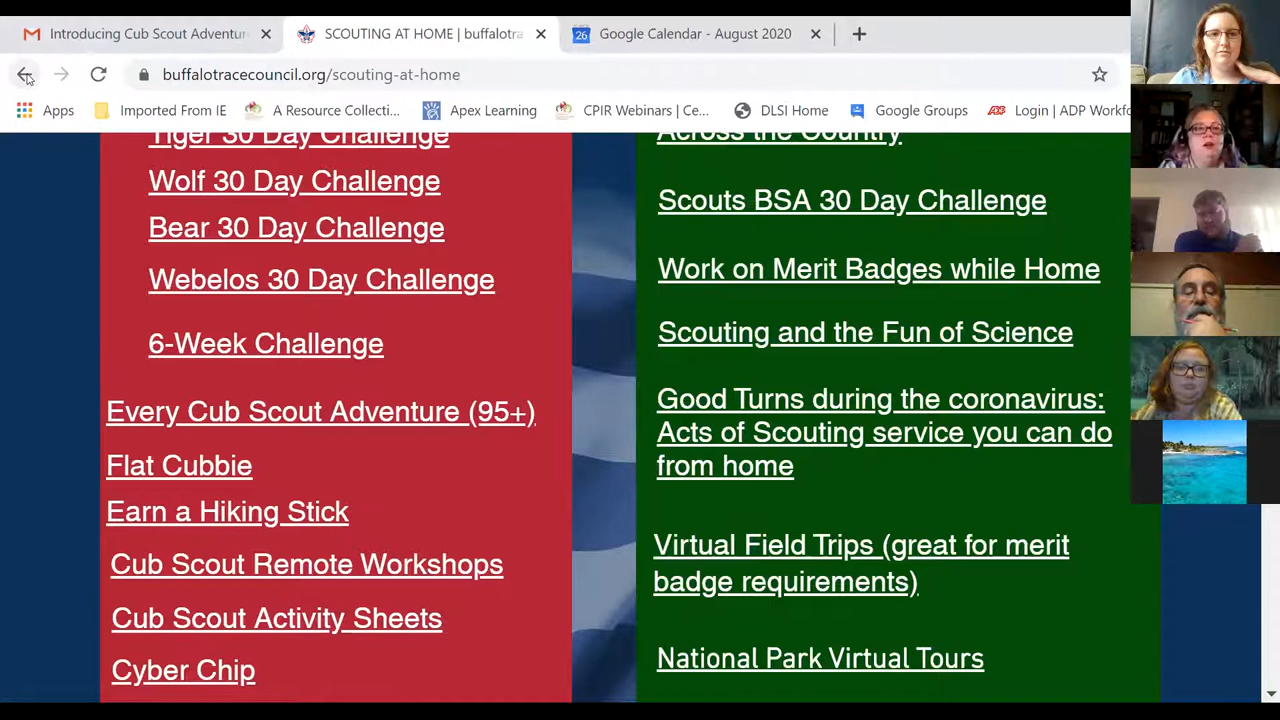 Introducing Cub Scout Adventur
SCOUTING AT HOME | buffalotra
26
Google Calendar - August 2020
buffalotracecouncil.org/scouting-at-home
Apps
Imported From IE
A Resource Collecti...
Apex Learning
CPIR Webinars | Ce...
DLSI Home
Google Groups
Login | ADP Workfo
Tiger 30 Day Challenge
Wolf 30 Day Challenge
Bear 30 Day Challenge
Webelos 30 Day Challenge
6-Week Challenge
Every Cub Scout Adventure (95+)
Flat Cubbie
Earn a Hiking Stick
Cub Scout Remote Workshops
Cub Scout Activity Sheets
Cyber Chip
Across the Country
Scouts BSA 30 Day Challenge
Work on Merit Badges while Home
Scouting and the Fun of Science
Good Turns during the coronavirus:
Acts of Scouting service you can do
from home
Virtual Field Trips (great for merit
badge requirements)
National Park Virtual Tours